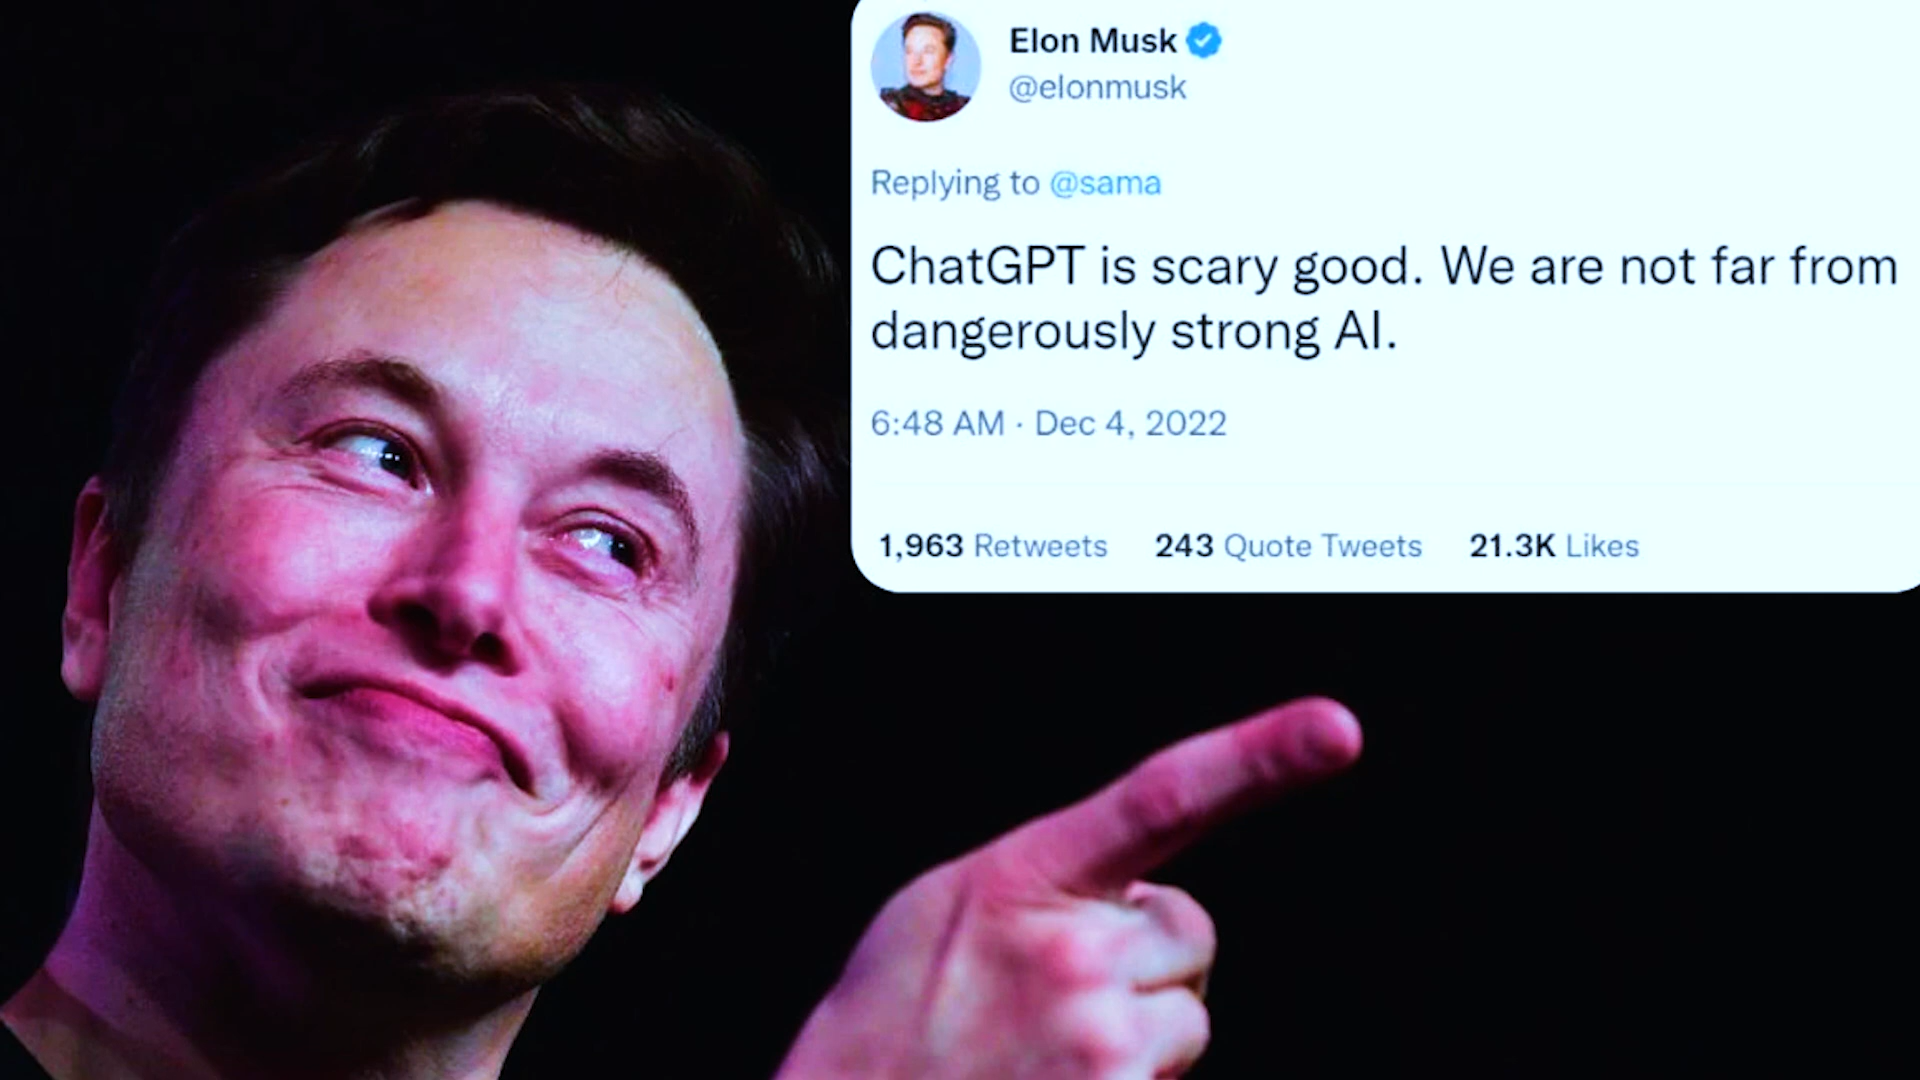 Elon Musk
@elonmusk
Replying to @sama
ChatGPT is scary good. We are not far from
dangerously strong AI.
6:48 AM · Dec 4, 2022
1,963 Retweets 243 Quote Tweets 21.3K Likes